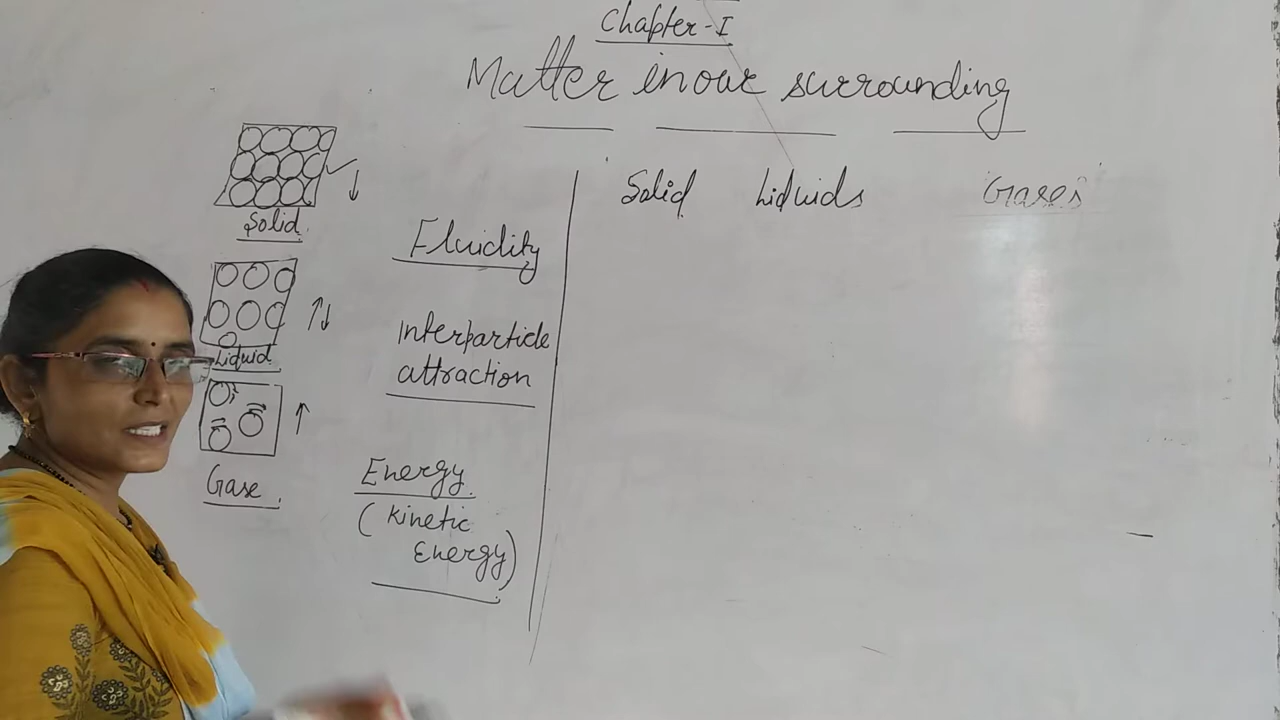 Chapter-I
Matter in our surrounding
Solid Liquids Gases
Solid.
Liquid
Gase.
Fluidity
Interparticle
attraction
Energy.
(Kinetic
Energy)